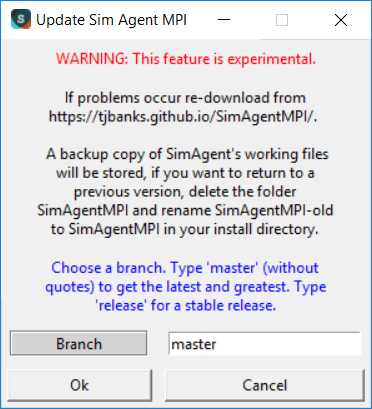 Update Sim Agent MPI
WARNING: This feature is experimental.
If problems occur re-download from
https://tjbanks.github.io/SimAgentMPI/.
A backup copy of SimAgent's working files
will be stored, if you want to return to a
previous version, delete the folder
SimAgentMPI and rename SimAgentMPI-old
to SimAgentMPI in your install directory.
Choose a branch. Type 'master' (without
quotes) to get the latest and greatest. Type
'release' for a stable release.
Branch master
Ok Cancel